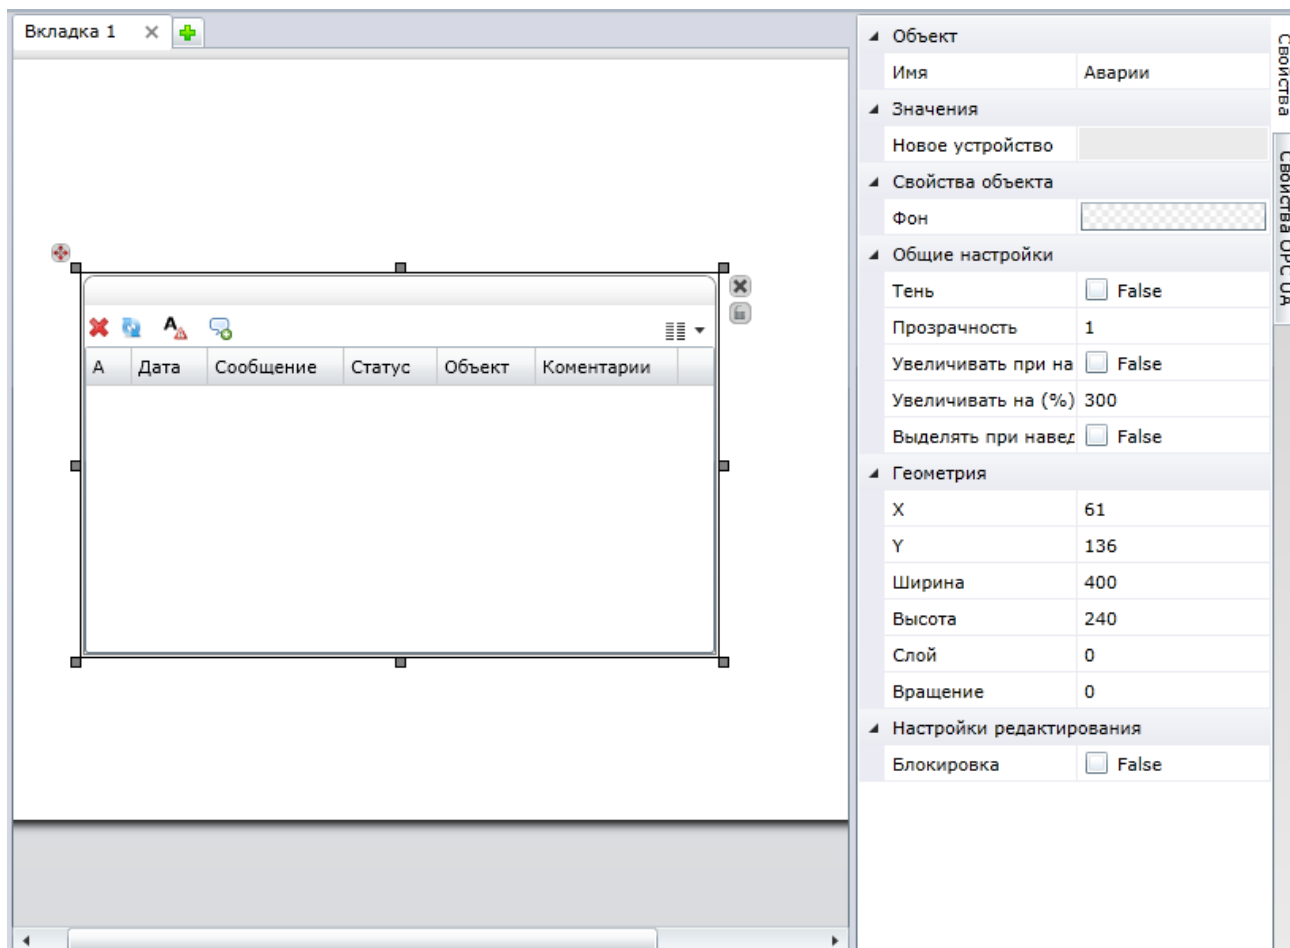 Вкладка 1
A
Дата
Сообщение
Статус
Объект
Коментарии
Объект
Имя Аварии
Значения
Новое устройство
Свойства объекта
Фон
Общие настройки
Тень False
Прозрачность 1
Увеличивать при на False
Увеличивать на (%) 300
Выделять при навед False
Геометрия
X 61
Y 136
Ширина 400
Высота 240
Слой 0
Вращение 0
Настройки редактирования
Блокировка False
Свойства
Свойства OPC UA